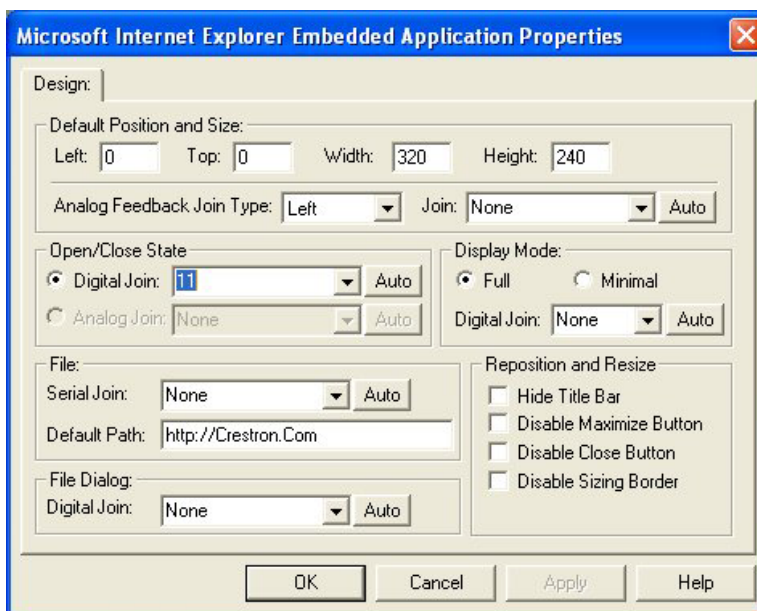 Microsoft Internet Explorer Embedded Application Properties
Design:
Default Position and Size:
Left: 0 Top: 0 Width: 320 Height: 240
Analog Feedback Join Type: Left Join: None Auto
Open/Close State
Digital Join: 11 Auto
Analog Join: None Auto
Display Mode:
Full Minimal
Digital Join: None Auto
File:
Serial Join: None Auto
Default Path: http://Crestron.Com
File Dialog:
Digital Join: None Auto
Reposition and Resize
Hide Title Bar
Disable Maximize Button
Disable Close Button
Disable Sizing Border
OK Cancel Apply Help